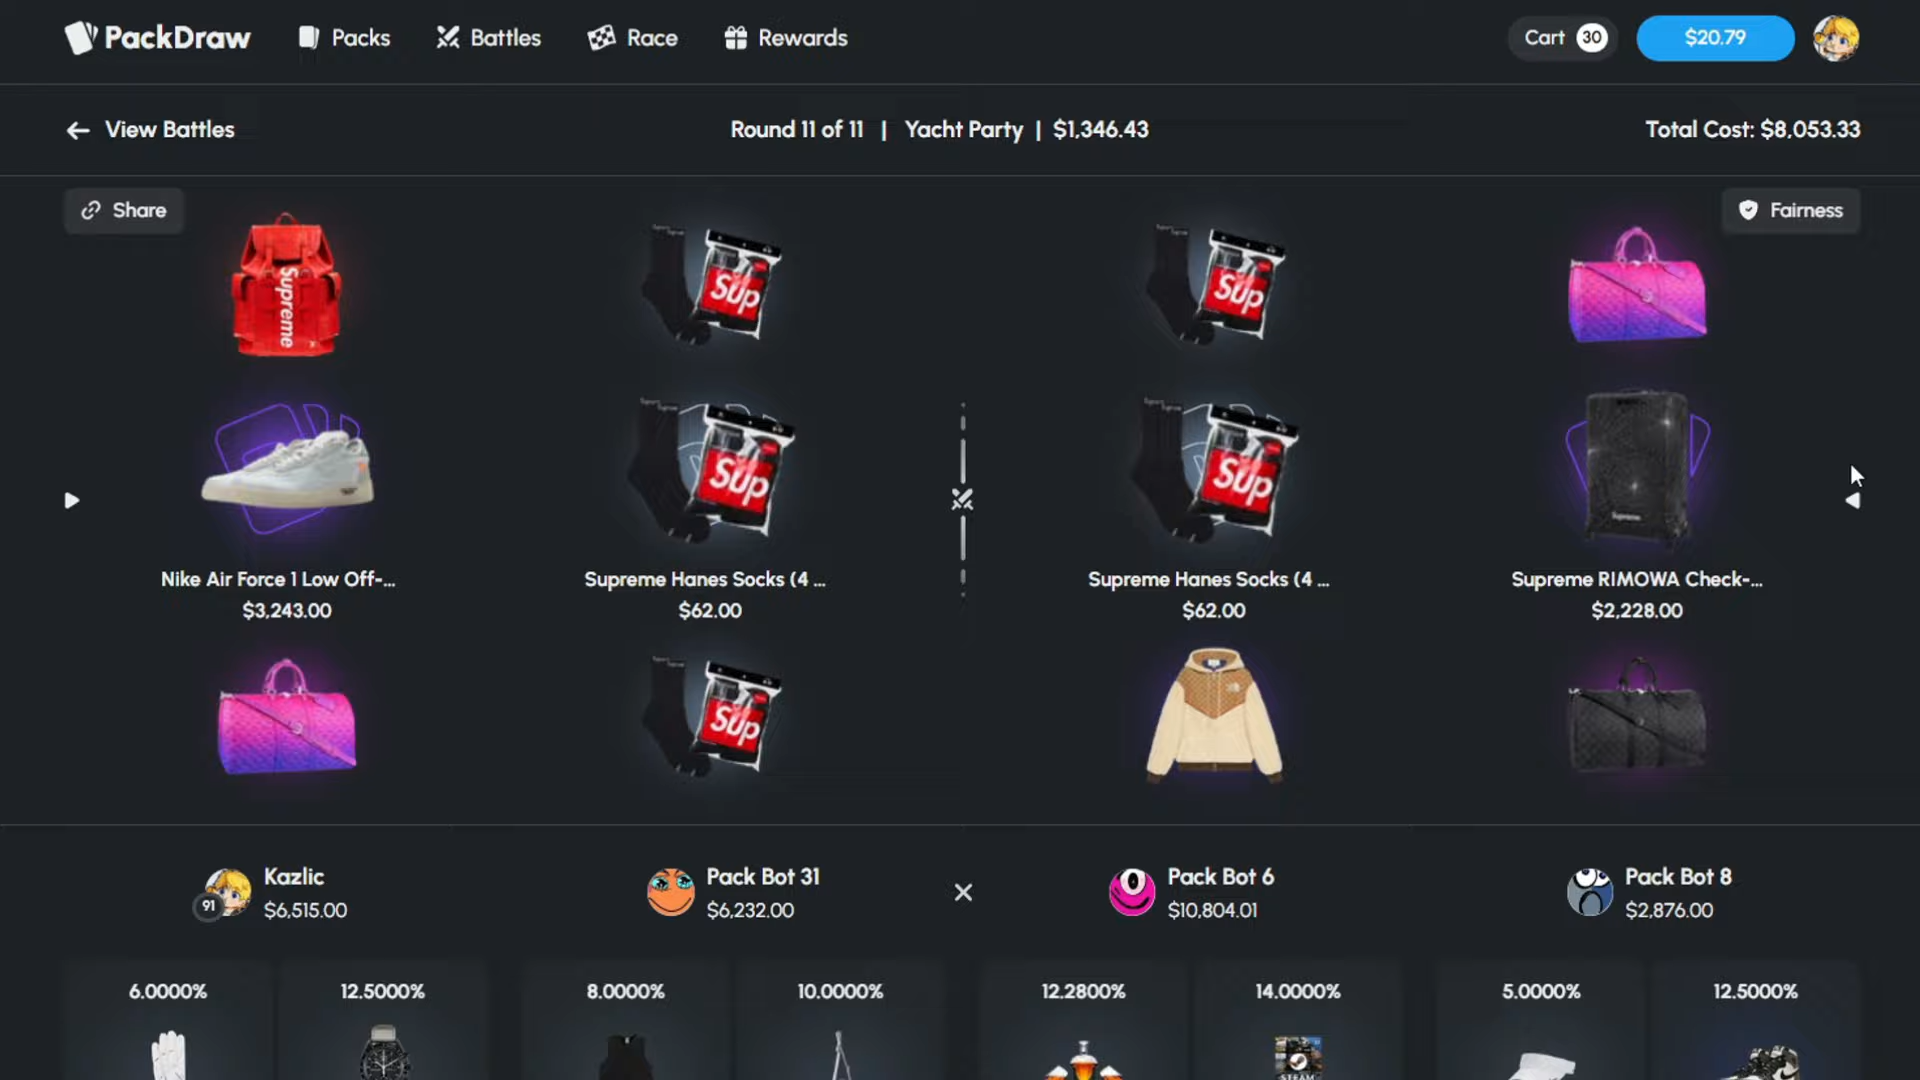 PackDraw
Packs
Battles
Race
Rewards
Cart 30
$20.79
View Battles
Round 11 of 11 | Yacht Party | $1,346.43
Total Cost: $8,053.33
Share
Fairness
Supreme
Sup
Sup
Sup
Sup
Supreme
Nike Air Force 1 Low Off-...
$3,243.00
Supreme Hanes Socks (4 ...
$62.00
Supreme Hanes Socks (4 ...
$62.00
Supreme RIMOWA Check-...
$2,228.00
Sup
91
Kazlic
$6,515.00
Pack Bot 31
$6,232.00
Pack Bot 6
$10,804.01
Pack Bot 8
$2,876.00
6.0000%
12.5000%
8.0000%
10.0000%
12.2800%
14.0000%
5.0000%
12.5000%
STEAM